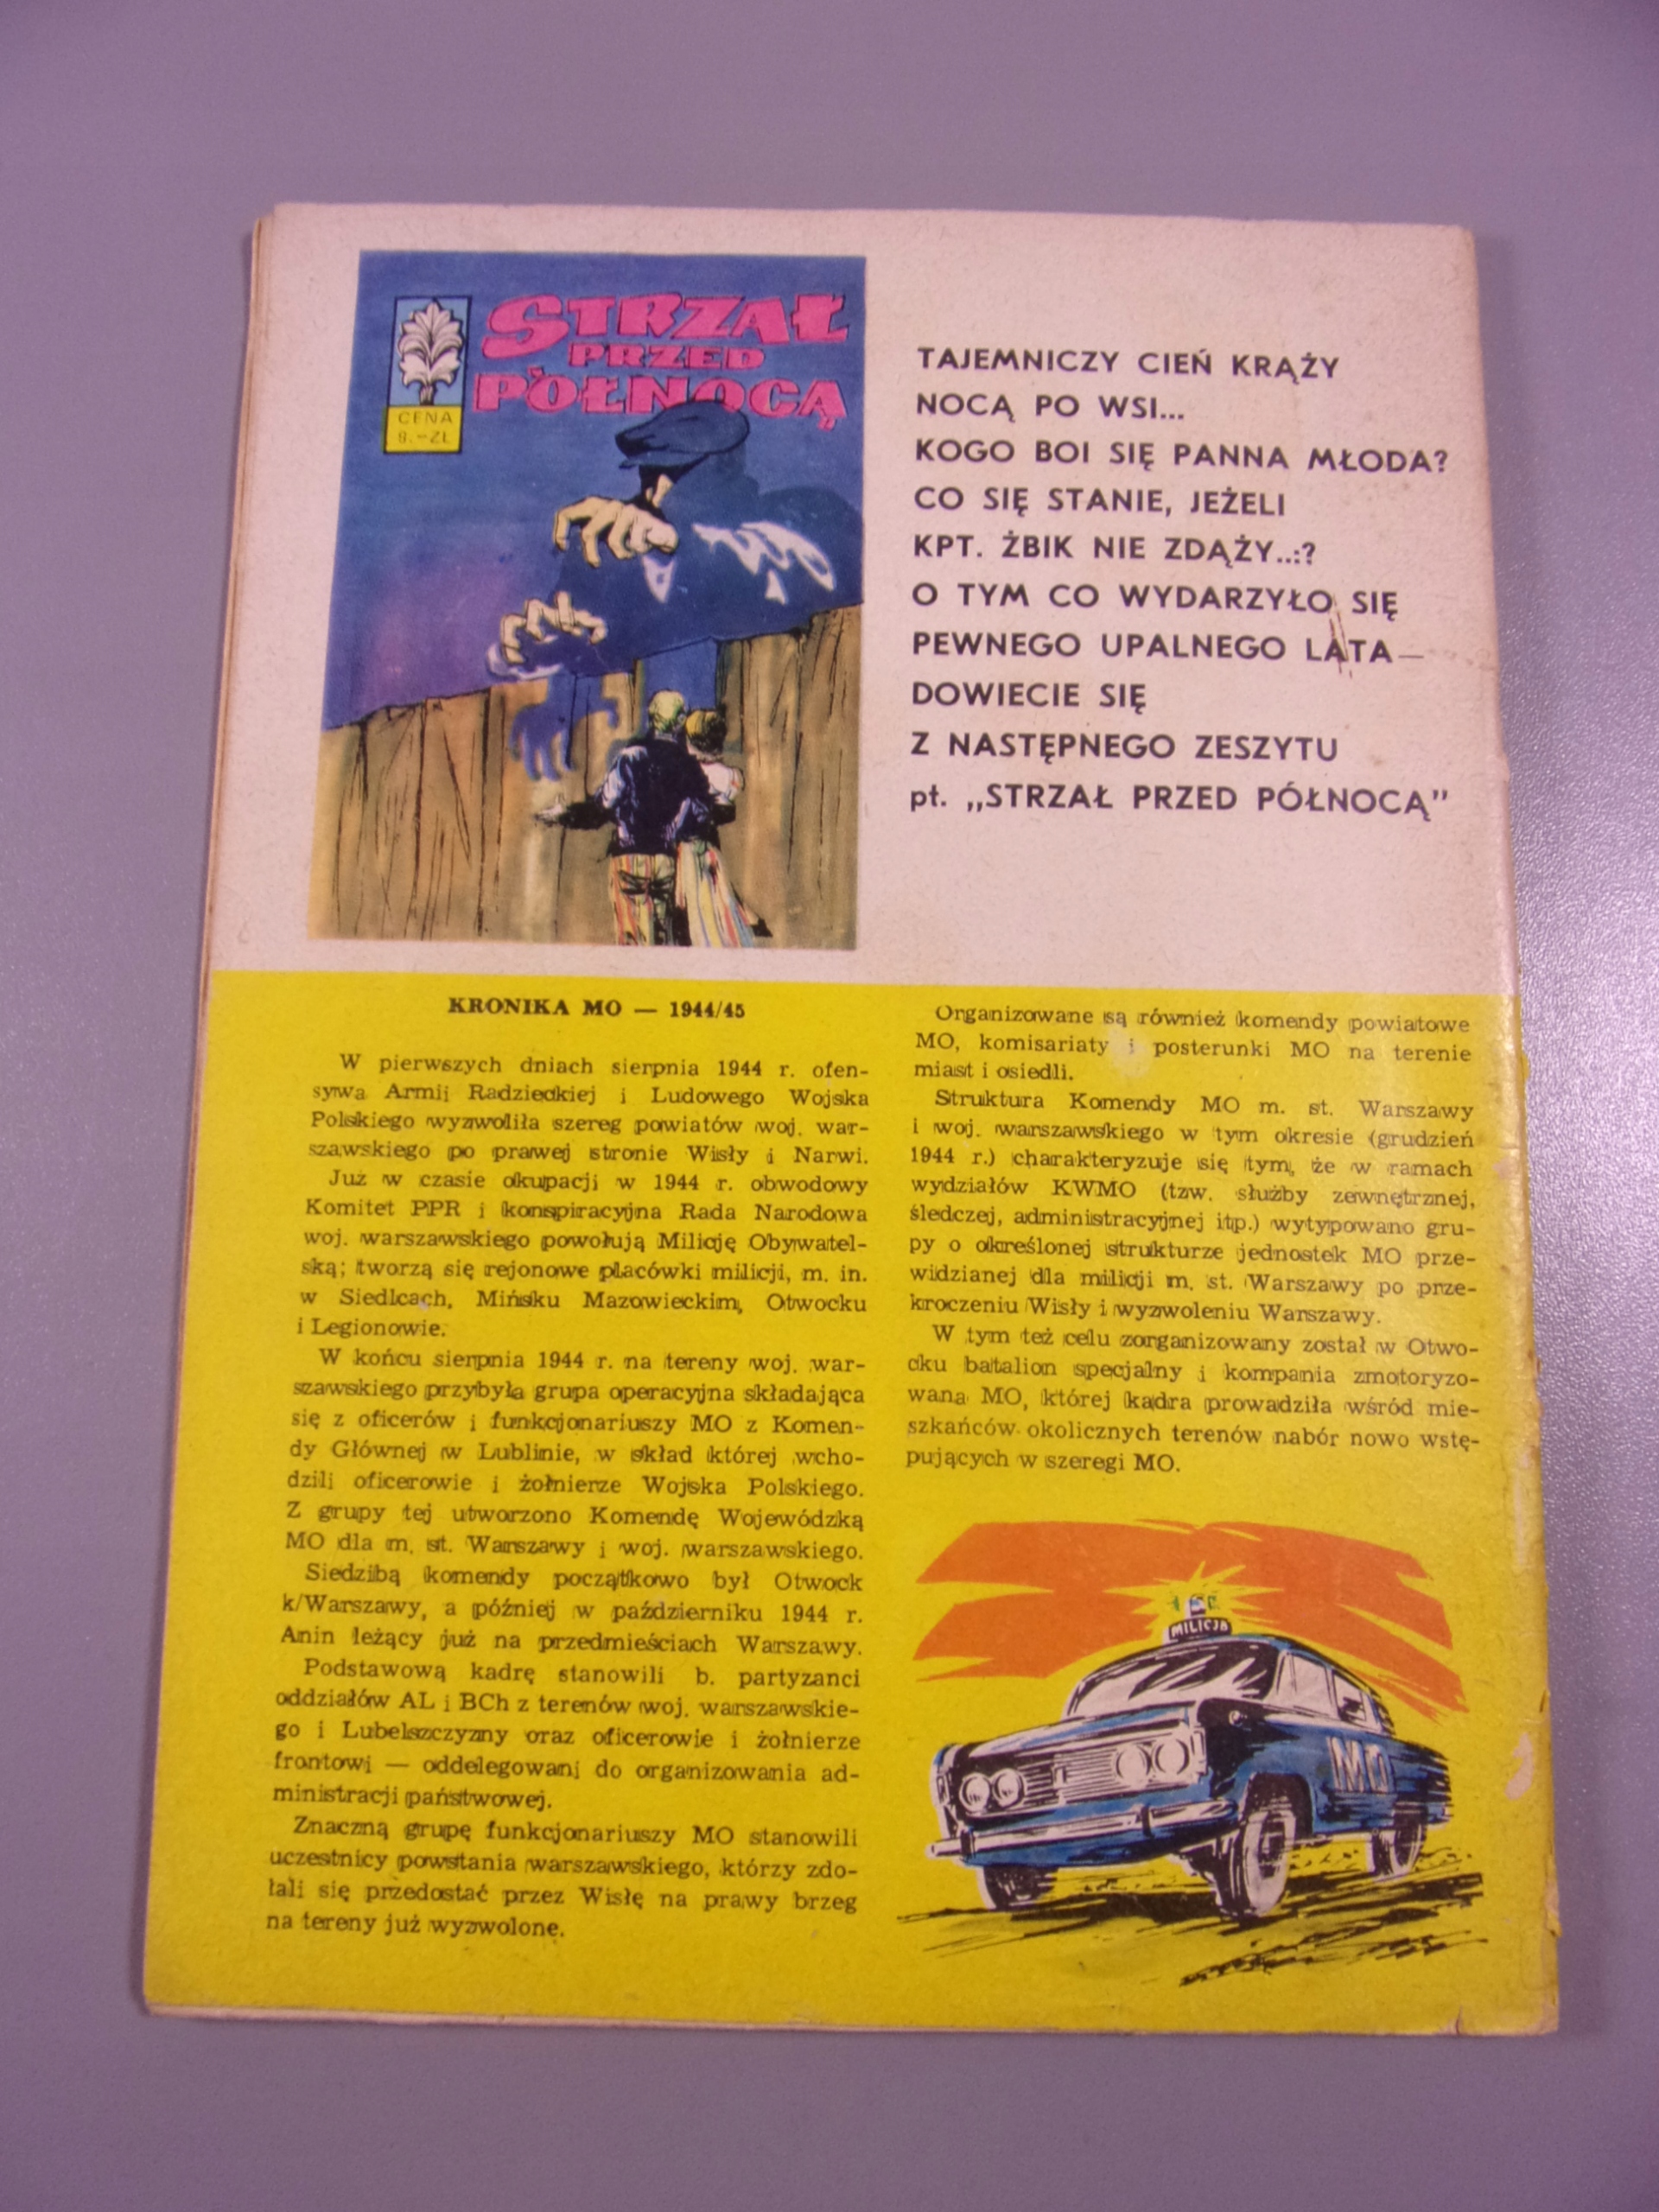 STRZAŁ
PRZED
PÓŁNOCĄ
CENA
9.-ZŁ
TAJEMNICZY CIEŃ KRĄŻY
NOCĄ PO WSI...
KOGO BOI SIĘ PANNA MŁODA?
CO SIĘ STANIE, JEŻELI
KPT. ŻBIK NIE ZDĄŻY...?
O TYM CO WYDARZYŁO SIĘ
PEWNEGO UPALNEGO LATA—
DOWIECIE SIĘ
Z NASTĘPNEGO ZESZYTU
pt. „STRZAŁ PRZED PÓŁNOCĄ”
KRONIKA MO — 1944/45
W pierwszych dniach sierpnia 1944 r. ofen-
sywa Armii Radzieckiej i Ludowego Wojska
Polskiego wyzwoliła szereg powiatów woj. war-
szawskiego po prawej stronie Wisły i Narwi.
Już w czasie okupacji w 1944 r. obwodowy
Komitet PPR i konspiracyjna Rada Narodowa
woj. warszawskiego powołują Milicję Obywatel-
ską; tworzą się rejonowe placówki milicji, m. in.
w Siedlcach, Mińsku Mazowieckim, Otwocku
i Legionowie.
W końcu sierpnia 1944 r. na tereny woj. war-
szawskiego przybyła grupa operacyjna składająca
się z oficerów i funkcjonariuszy MO z Komen-
dy Głównej w Lublinie, w skład której wcho-
dzili oficerowie i żołnierze Wojska Polskiego.
Z grupy tej utworzono Komendę Wojewódzką
MO dla m. st. Warszawy i woj. warszawskiego.
Siedzibą komendy początkowo był Otwock
k/Warszawy, a później w październiku 1944 r.
Anin leżący już na przedmieściach Warszawy.
Podstawową kadrę stanowili b. partyzanci
oddziałów AL i BCh z terenów woj. warszawskie-
go i Lubelszczyzny oraz oficerowie i żołnierze
frontowi — oddelegowani do organizowania ad-
ministracji państwowej.
Znaczną grupę funkcjonariuszy MO stanowili
uczestnicy powstania warszawskiego, którzy zdo-
łali się przedostać przez Wisłę na prawy brzeg
na tereny już wyzwolone.
Organizowane są również komendy powiatowe
MO, komisariaty i posterunki MO na terenie
miast i osiedli.
Struktura Komendy MO m. st. Warszawy
i woj. warszawskiego w tym okresie (grudzień
1944 r.) charakteryzuje się tym, że w ramach
wydziałów KWMO (tzw. służby zewnętrznej,
śledczej, administracyjnej itp.) wytypowano gru-
py o określonej strukturze jednostek MO prze-
widzianej dla milicji m. st. Warszawy po prze-
kroczeniu Wisły i wyzwoleniu Warszawy.
W tym też celu zorganizowany został w Otwo-
cku batalion specjalny i kompania zmotoryzo-
wana MO, której kadra prowadziła wśród mie-
szkańców okolicznych terenów nabór nowo wstę-
pujących w szeregi MO.
MILICJA
MO